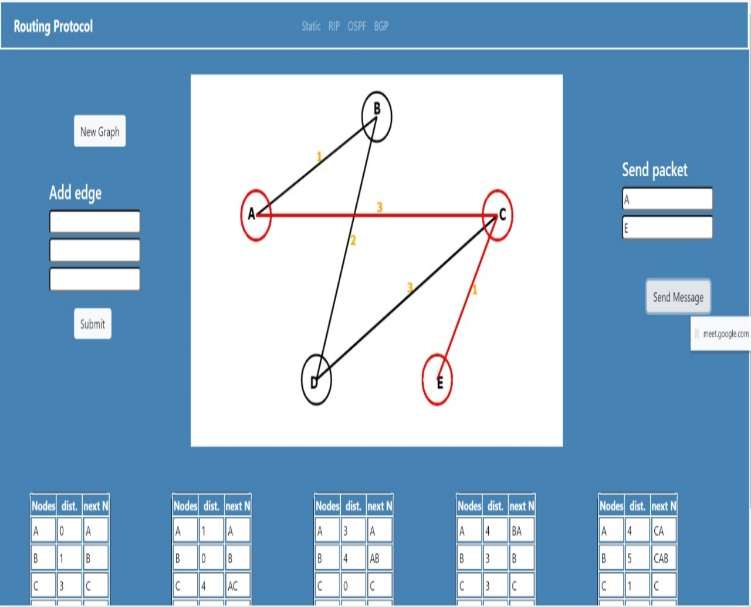 Routing Protocol
Static RIP OSPF BGP
New Graph
Add edge
Submit
B
1
A
3
C
2
3
1
D
E
Send packet
A
E
Send Message
meet.google.com
Nodes dist. next N
A 0 A
B 1 B
C 3 C
Nodes dist. next N
A 1 A
B 0 B
C 4 AC
Nodes dist. next N
A 3 A
B 4 AB
C 0 C
Nodes dist. next N
A 4 BA
B 3 B
C 3 C
Nodes dist. next N
A 4 CA
B 5 CAB
C 1 C